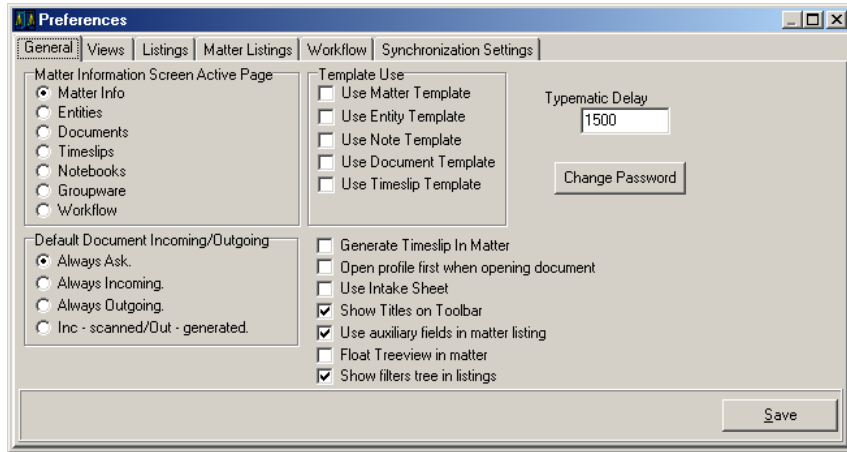 Preferences
General Views Listings Matter Listings Workflow Synchronization Settings
Matter Information Screen Active Page
Matter Info
Entities
Documents
Timeslips
Notebooks
Groupware
Workflow
Template Use
Use Matter Template
Use Entity Template
Use Note Template
Use Document Template
Use Timeslip Template
Typematic Delay
1500
Change Password
Default Document Incoming/Outgoing
Always Ask.
Always Incoming.
Always Outgoing.
Inc - scanned/Out - generated.
Generate Timeslip In Matter
Open profile first when opening document
Use Intake Sheet
Show Titles on Toolbar
Use auxiliary fields in matter listing
Float Treeview in matter
Show filters tree in listings
Save